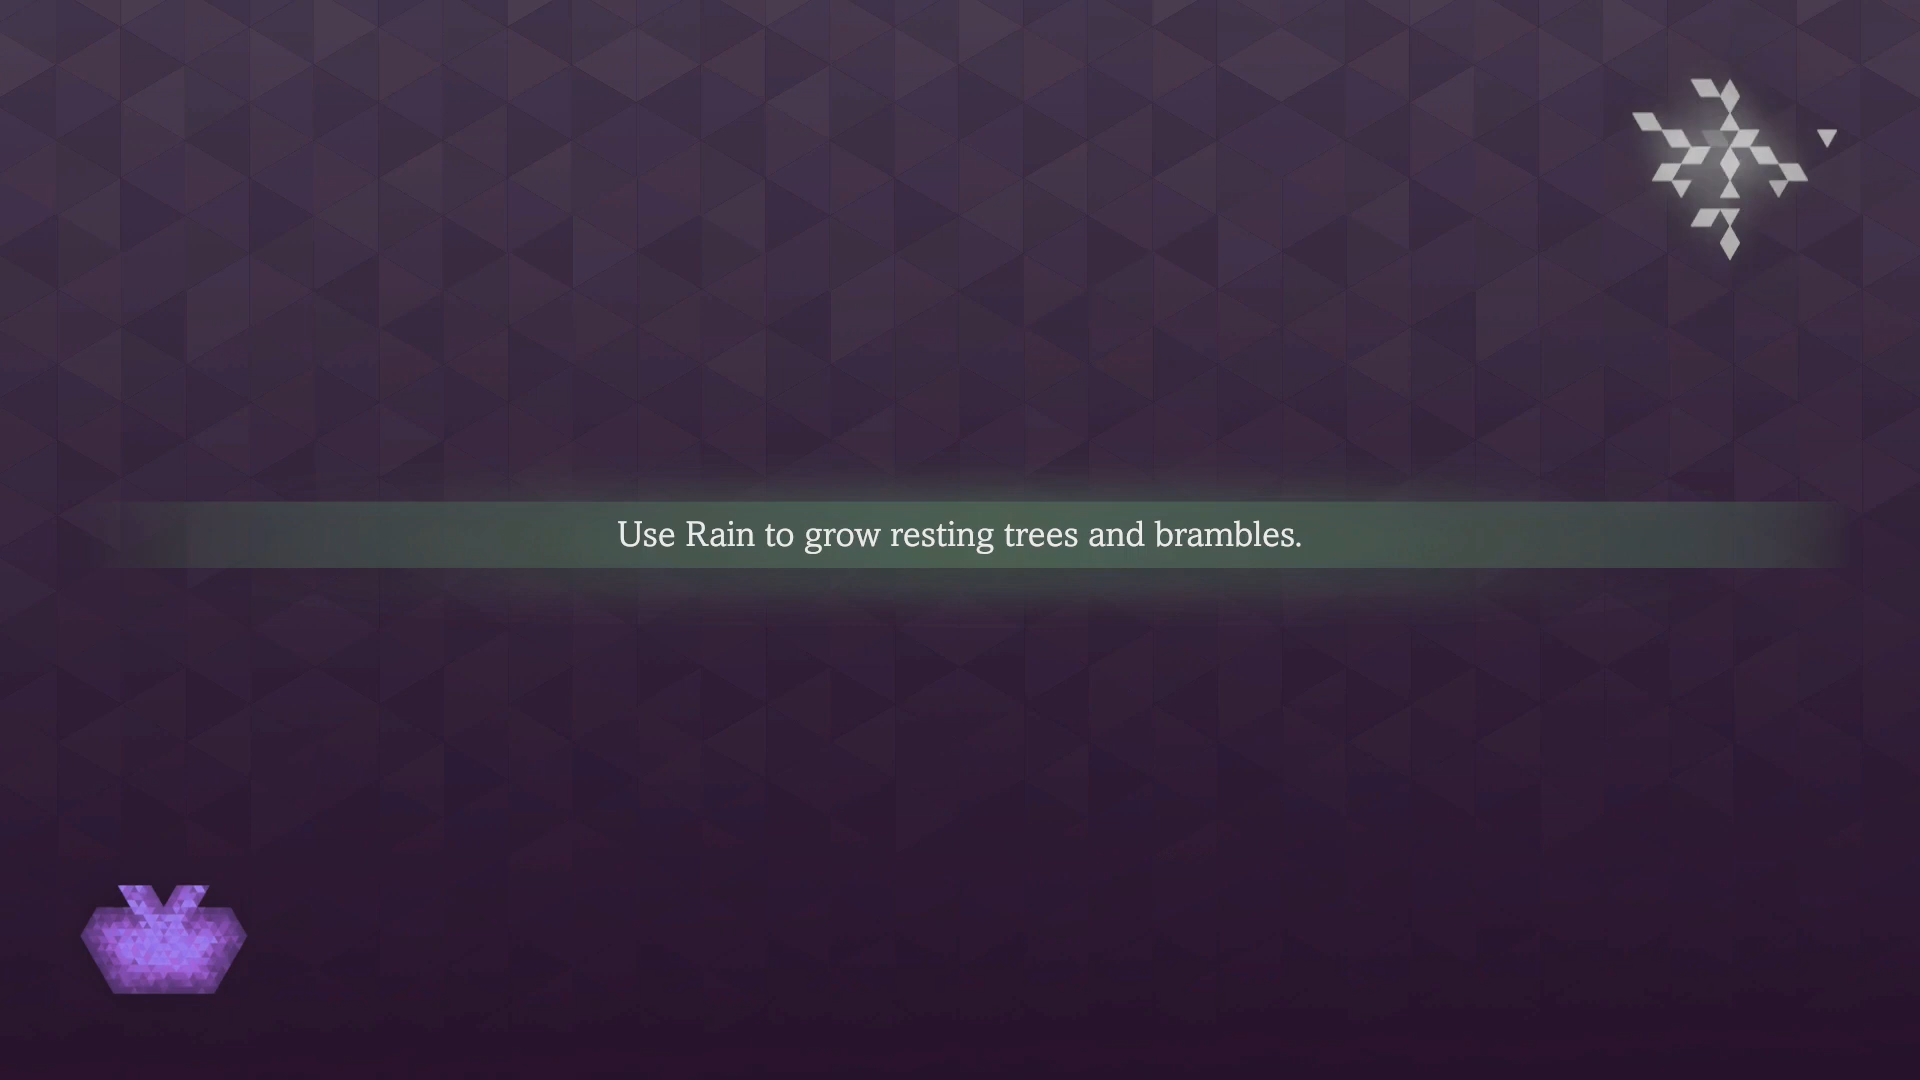 Use Rain to grow resting trees and brambles.